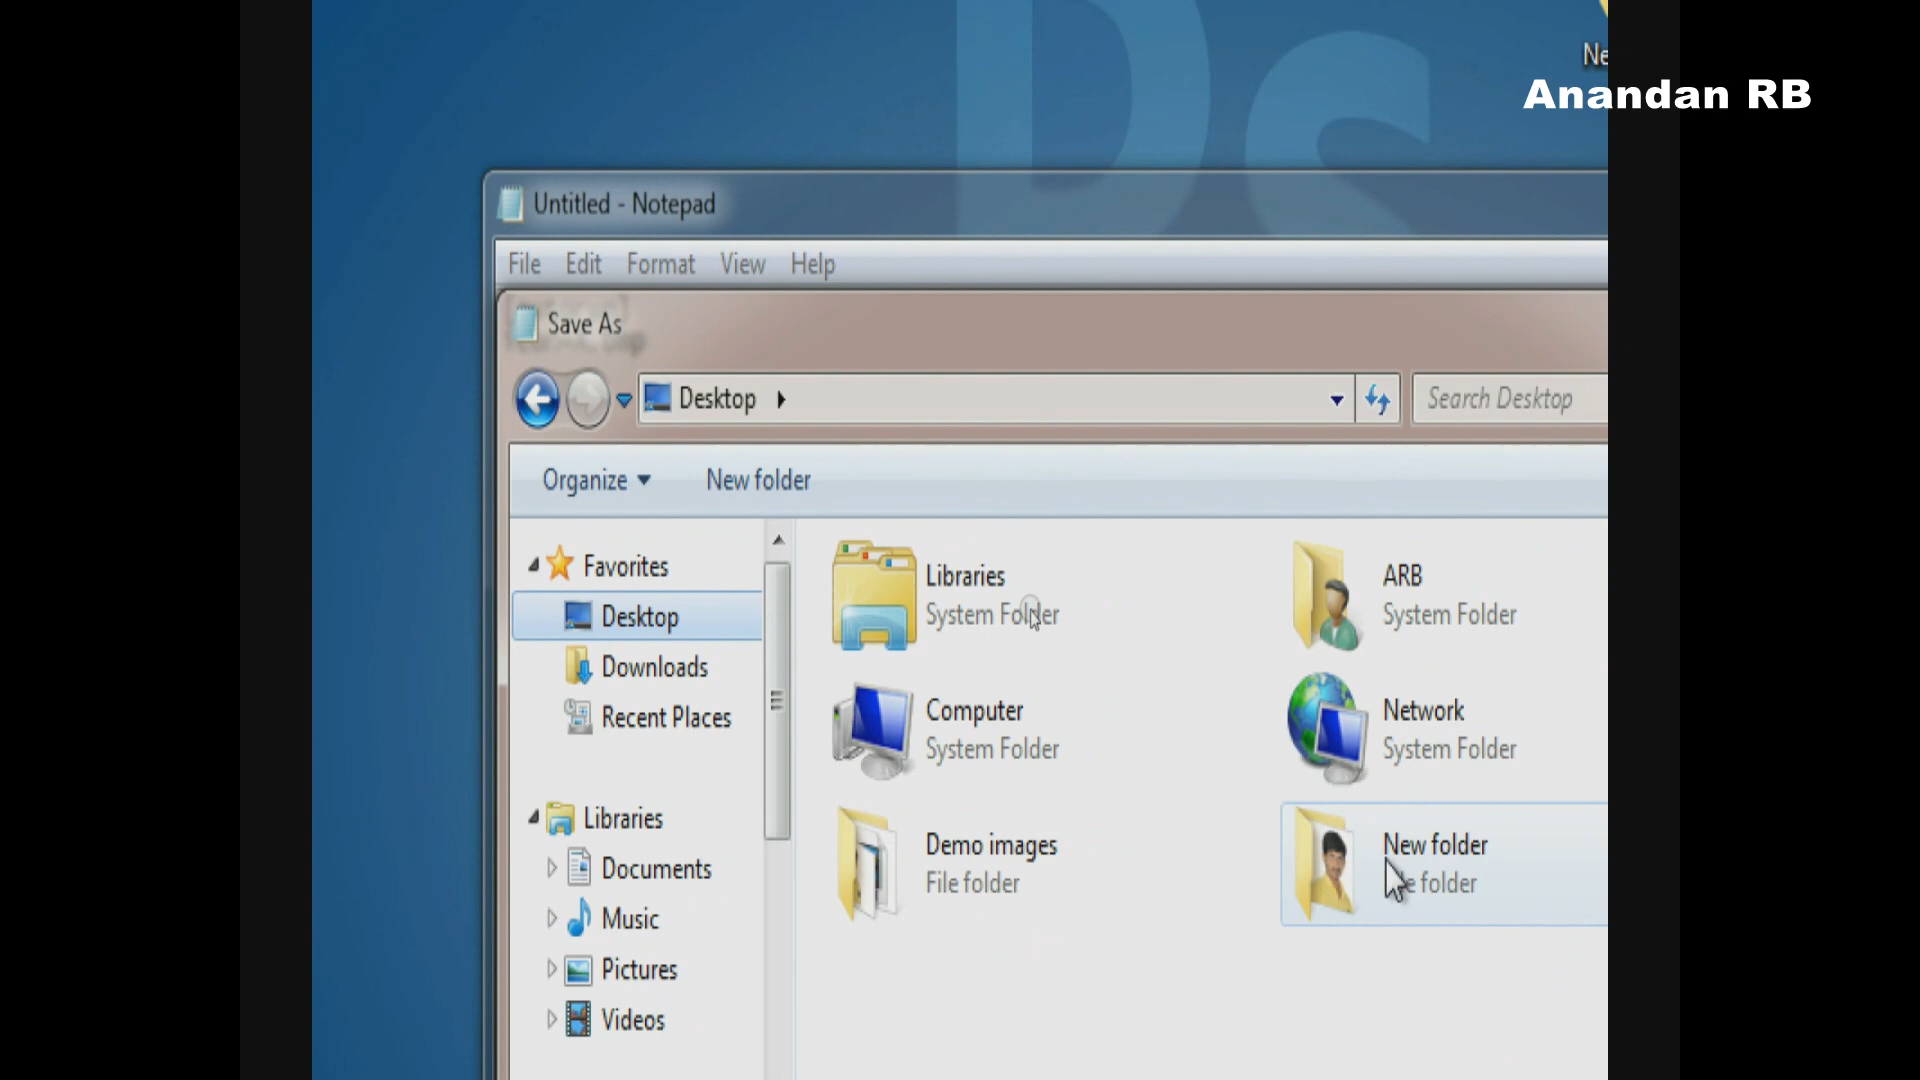 Ds
Ne
Anandan RB
Untitled - Notepad
File Edit Format View Help
Save As
Desktop
Search Desktop
Organize New folder
Favorites
Desktop
Downloads
Recent Places
Libraries
Documents
Music
Pictures
Videos
Libraries
System Folder
ARB
System Folder
Computer
System Folder
Network
System Folder
Demo images
File folder
New folder
folder